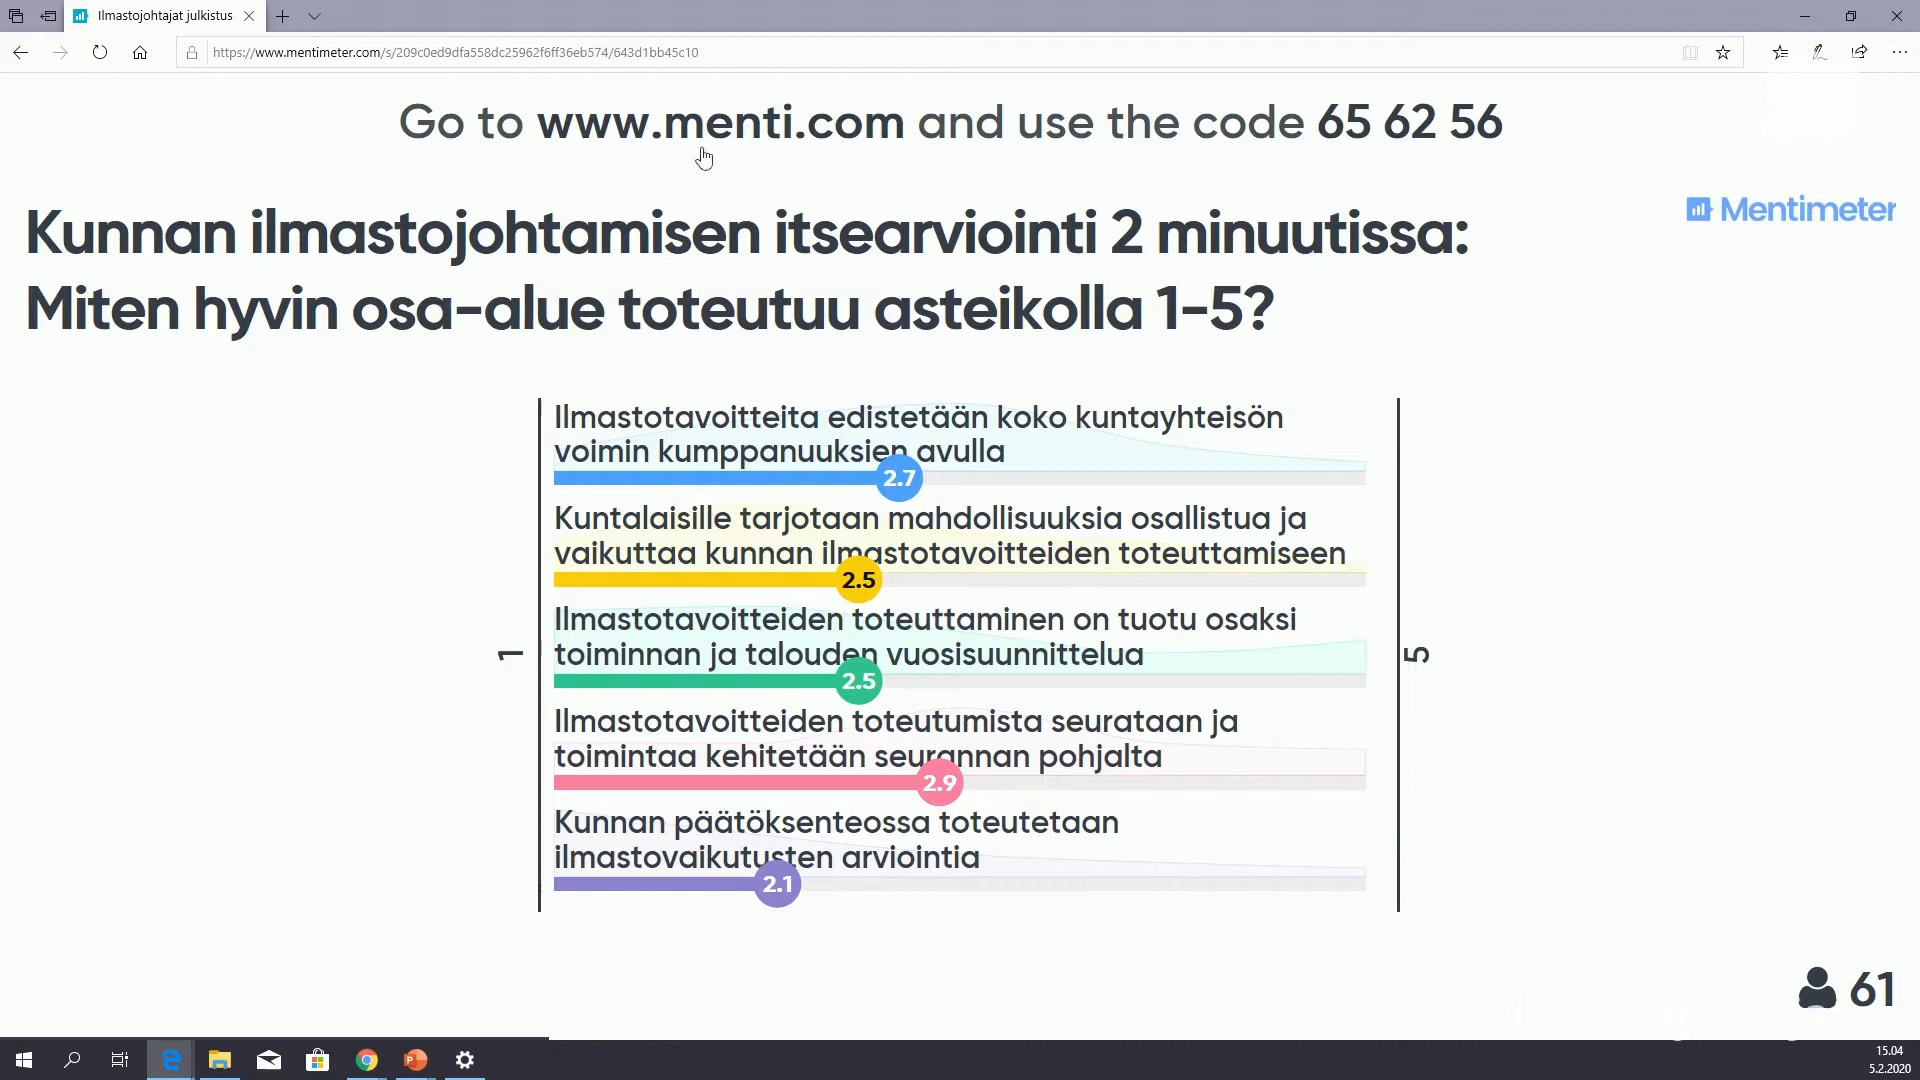 Ilmastojohtajat julkistus
https://www.mentimeter.com/s/209c0ed9dfa558dc25962f6ff36eb574/643d1bb45c10
Go to www.menti.com and use the code 65 62 56
Mentimeter
Kunnan ilmastojohtamisen itsearviointi 2 minuutissa:
Miten hyvin osa-alue toteutuu asteikolla 1-5?
Ilmastotavoitteita edistetään koko kuntayhteisön
voimin kumppanuuksien avulla
2.7
Kuntalaisille tarjotaan mahdollisuuksia osallistua ja
vaikuttaa kunnan ilmastotavoitteiden toteuttamiseen
2.5
Ilmastotavoitteiden toteuttaminen on tuotu osaksi
toiminnan ja talouden vuosisuunnittelua
2.5
1
5
Ilmastotavoitteiden toteutumista seurataan ja
toimintaa kehitetään seurannan pohjalta
2.9
Kunnan päätöksenteossa toteutetaan
ilmastovaikutusten arviointia
2.1
61
15.04
5.2.2020